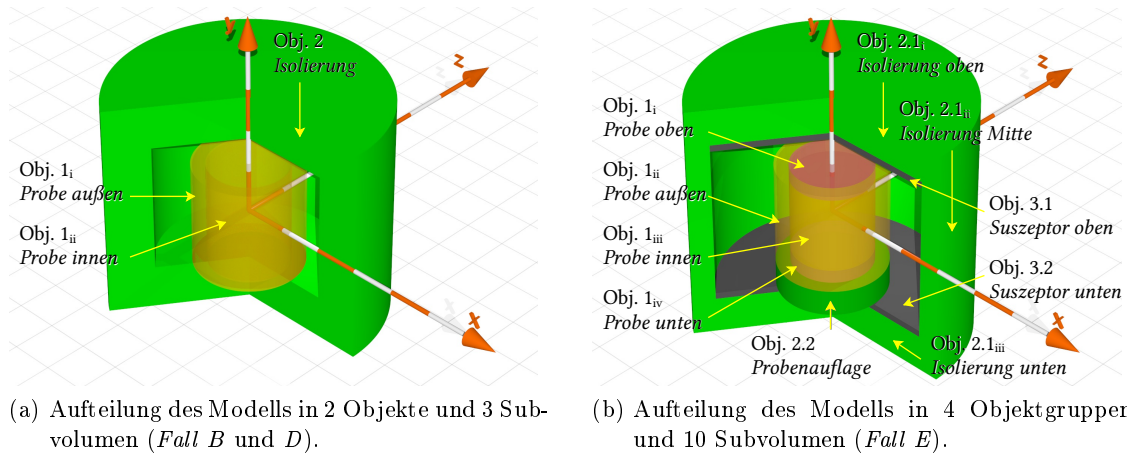 y
z
x
Obj. 2
Isolierung
Obj. 1i
Probe außen
Obj. 1ii
Probe innen
(a) Aufteilung des Modells in 2 Objekte und 3 Sub-
volumen (Fall B und D).
y
z
x
Obj. 2.1i
Isolierung oben
Obj. 1i
Probe oben
Obj. 2.1ii
Isolierung Mitte
Obj. 1ii
Probe außen
Obj. 3.1
Suszeptor oben
Obj. 1iii
Probe innen
Obj. 3.2
Suszeptor unten
Obj. 1iv
Probe unten
Obj. 2.2
Probenauflage
Obj. 2.1iii
Isolierung unten
(b) Aufteilung des Modells in 4 Objektgruppen
und 10 Subvolumen (Fall E).